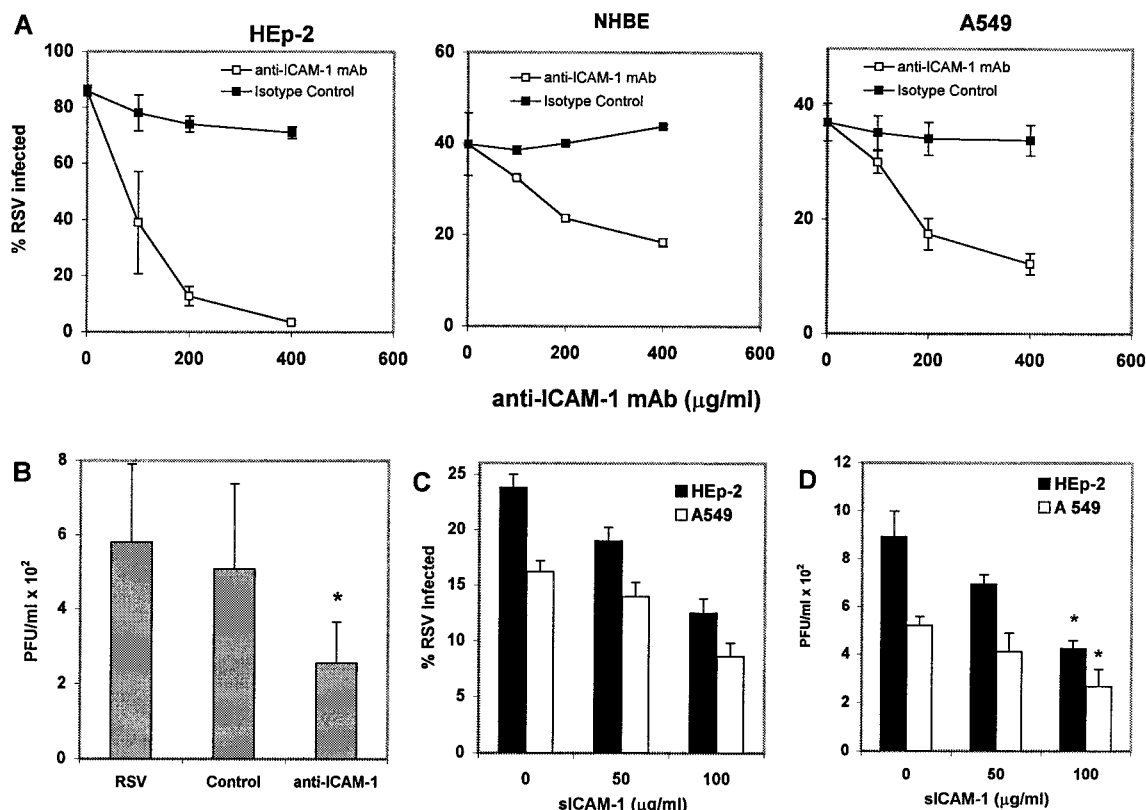 A
HEp-2
NHBE
A549
% RSV infected
100
80
60
40
20
0
anti-ICAM-1 mAb
Isotype Control
0 200 400 600
60
40
20
0
anti-ICAM-1 mAb
Isotype Control
0 200 400 600
40
20
0
anti-ICAM-1 mAb
Isotype Control
0 200 400 600
anti-ICAM-1 mAb (μg/ml)
B
PFU/ml x 10²
8
6
4
2
0
*
RSV Control anti-ICAM-1
C
% RSV Infected
25
20
15
10
5
0
HEp-2
A549
0 50 100
sICAM-1 (μg/ml)
D
PFU/ml x 10²
12
10
8
6
4
2
0
HEp-2
A 549
*
*
0 50 100
sICAM-1 (μg/ml)